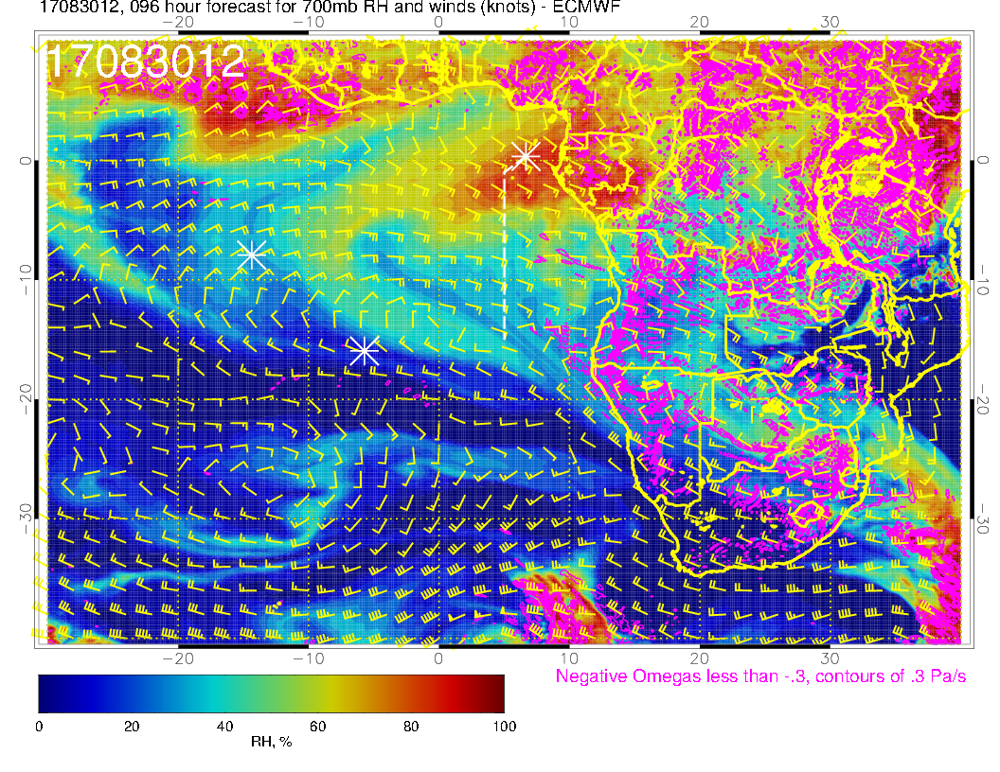 17083012, 096 hour forecast for 700mb RH and winds (knots) - ECMWF
−20 −10 0 10 20 30
17083012
0 0
−10 −10
−20 −20
−30 −30
−20 −10 0 10 20 30
Negative Omegas less than -.3, contours of .3 Pa/s
0 20 40 60 80 100
RH, %